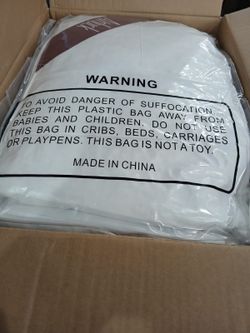 WARNING
TO AVOID DANGER OF SUFFOCATION,
KEEP THIS PLASTIC BAG AWAY FROM
BABIES AND CHILDREN. DO NOT USE
THIS BAG IN CRIBS, BEDS, CARRIAGES
OR PLAYPENS. THIS BAG IS NOT A TOY.
MADE IN CHINA